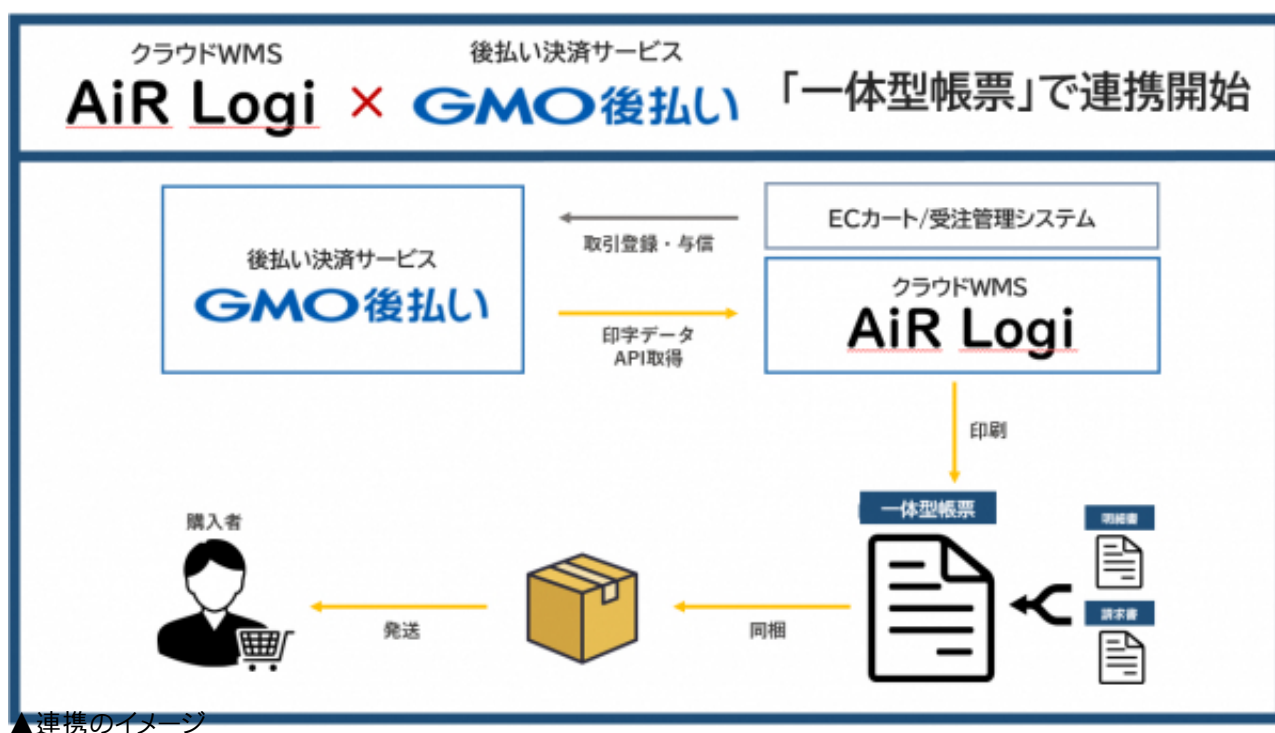 クラウドWMS
AiR Logi
×
後払い決済サービス
GMO後払い
「一体型帳票」で連携開始
後払い決済サービス
GMO後払い
取引登録・与信
印字データ
API取得
ECカート/受注管理システム
クラウドWMS
AiR Logi
印刷
一体型帳票
明細書
請求書
同梱
発送
購入者
▲連携のイメージ